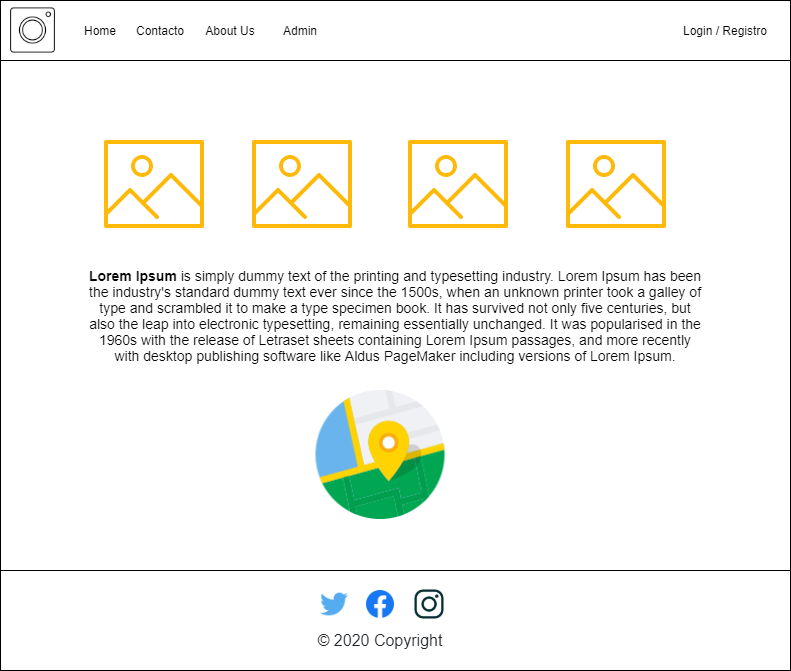 Home Contacto About Us Admin Login / Registro
Lorem Ipsum is simply dummy text of the printing and typesetting industry. Lorem Ipsum has been
the industry's standard dummy text ever since the 1500s, when an unknown printer took a galley of
type and scrambled it to make a type specimen book. It has survived not only five centuries, but
also the leap into electronic typesetting, remaining essentially unchanged. It was popularised in the
1960s with the release of Letraset sheets containing Lorem Ipsum passages, and more recently
with desktop publishing software like Aldus PageMaker including versions of Lorem Ipsum.
© 2020 Copyright